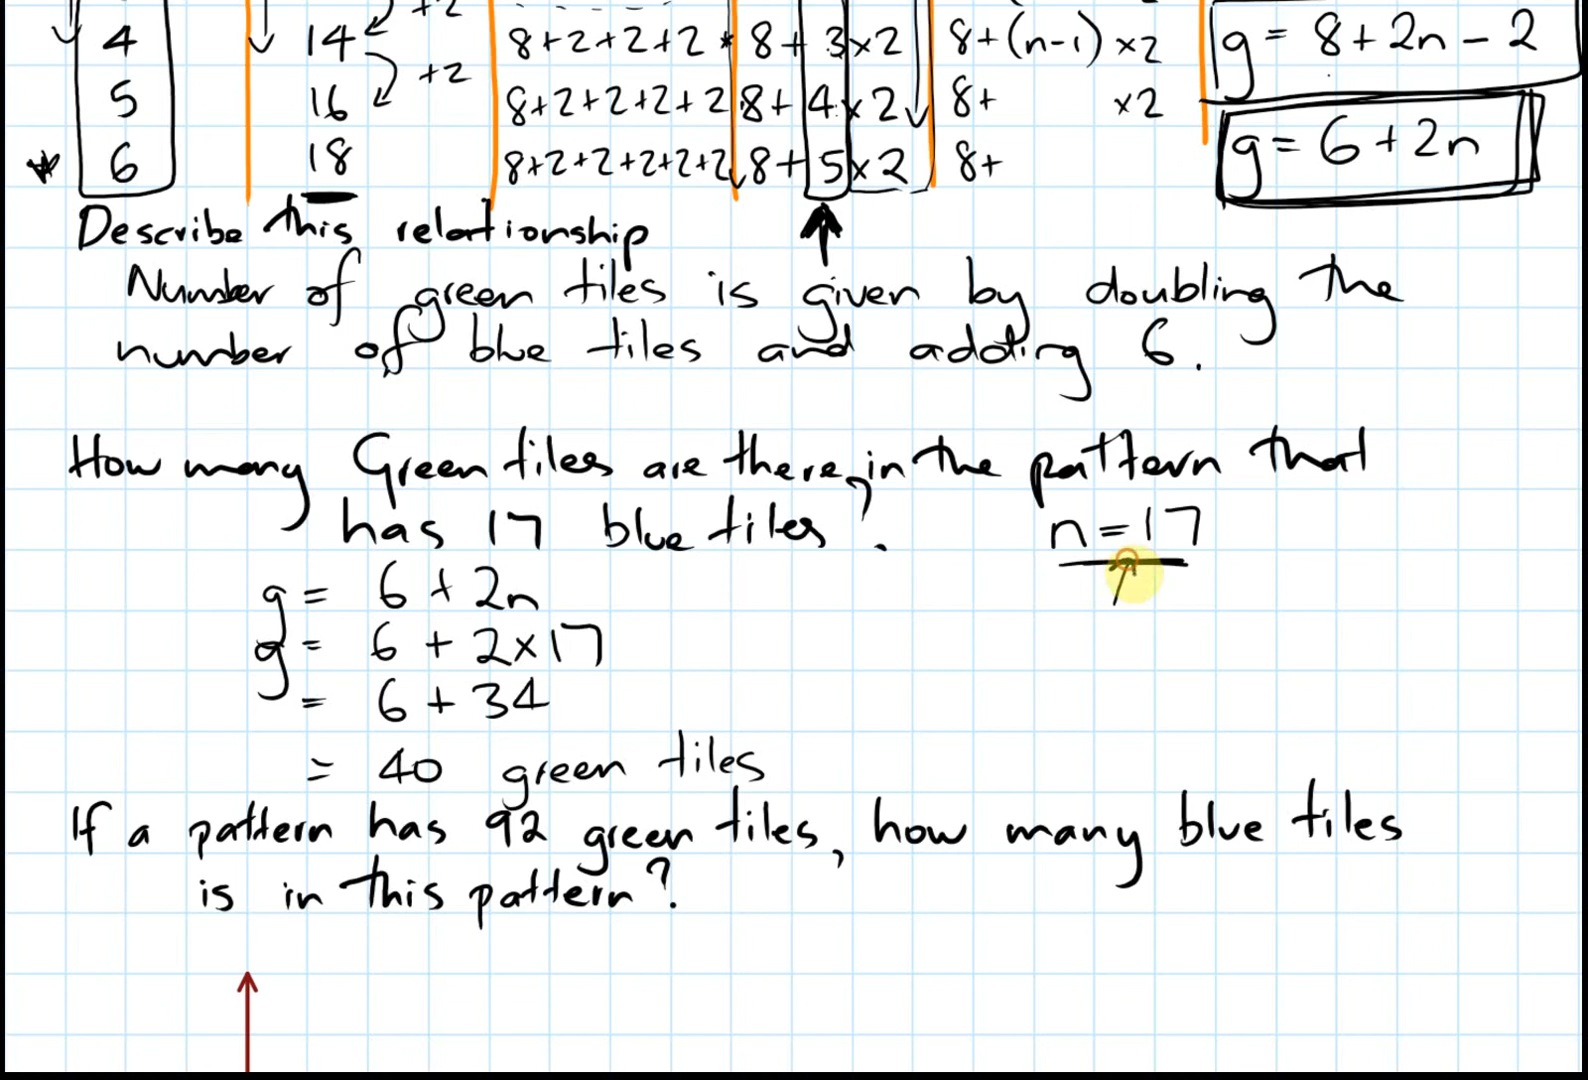 +2
4 14 8+2+2+2 8+3×2 8+(n-1)×2 g = 8+2n-2
+2
5 16 8+2+2+2+2 8+4×2 8+ ×2
g = 6+2n
6 18 8+2+2+2+2+2 8+5×2 8+
Describe this relationship
Number of green tiles is given by doubling the
number of blue tiles and adding 6.
How many Green tiles are there, in the pattern that
has 17 blue tiles? n=17
g = 6 + 2n
g = 6 + 2×17
= 6 + 34
= 40 green tiles
If a pattern has 92 green tiles, how many blue tiles
is in this pattern?